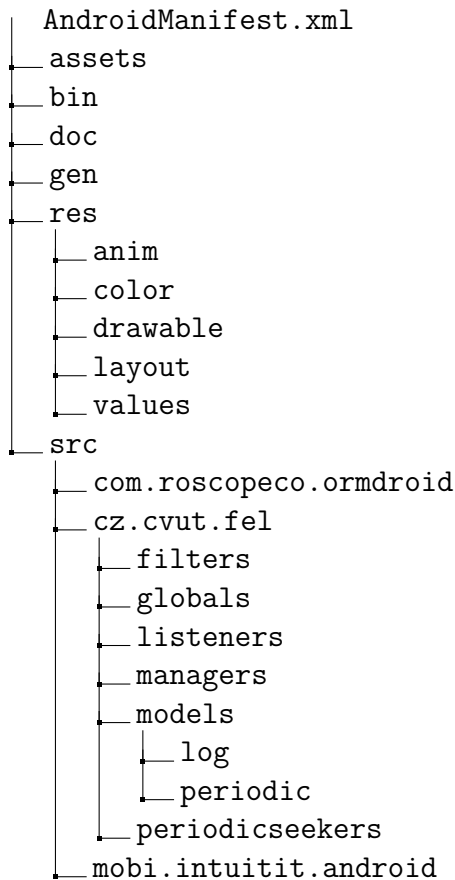 AndroidManifest.xml
assets
bin
doc
gen
res
anim
color
drawable
layout
values
src
com.roscopeco.ormdroid
cz.cvut.fel
filters
globals
listeners
managers
models
log
periodic
periodicseekers
mobi.intuitit.android